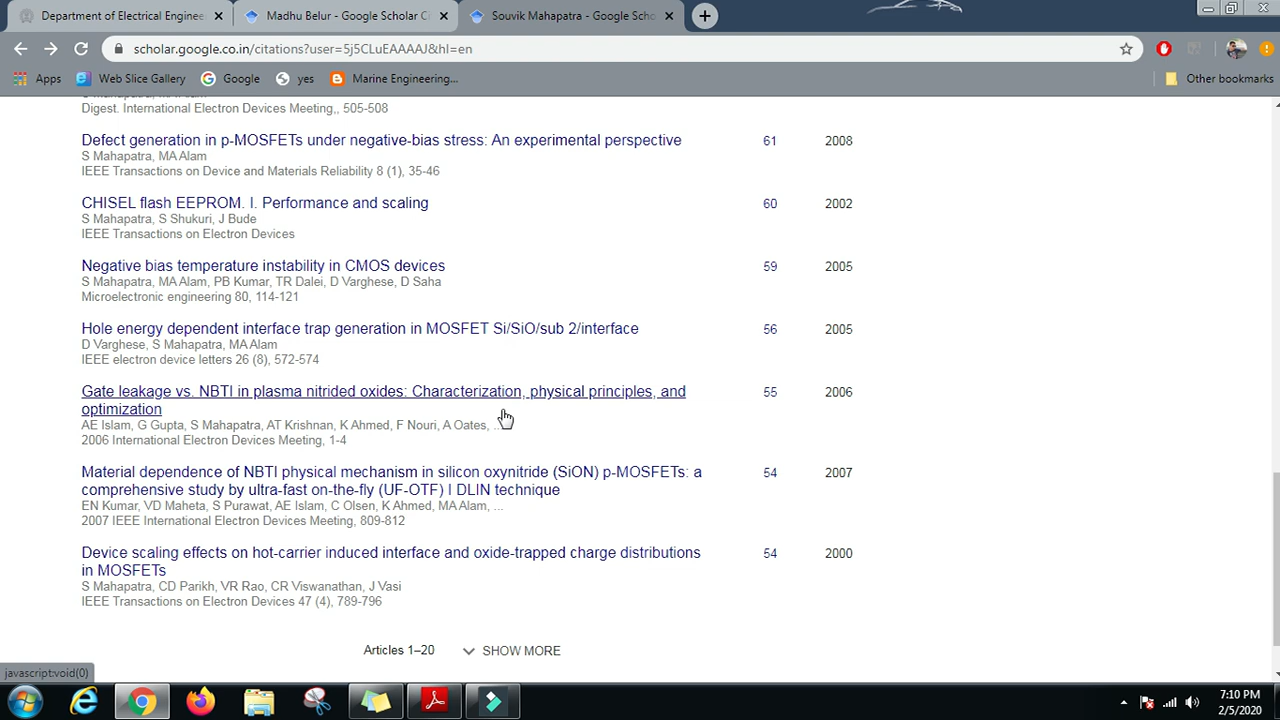 Department of Electrical Enginee
Madhu Belur - Google Scholar Ci
Souvik Mahapatra - Google Scho
scholar.google.co.in/citations?user=5j5CLuEAAAAJ&hl=en
Apps
Web Slice Gallery
Google
yes
Marine Engineering...
Other bookmarks
Digest. International Electron Devices Meeting,, 505-508
Defect generation in p-MOSFETs under negative-bias stress: An experimental perspective 61 2008
S Mahapatra, MA Alam
IEEE Transactions on Device and Materials Reliability 8 (1), 35-46
CHISEL flash EEPROM. I. Performance and scaling 60 2002
S Mahapatra, S Shukuri, J Bude
IEEE Transactions on Electron Devices
Negative bias temperature instability in CMOS devices 59 2005
S Mahapatra, MA Alam, PB Kumar, TR Dalei, D Varghese, D Saha
Microelectronic engineering 80, 114-121
Hole energy dependent interface trap generation in MOSFET Si/SiO/sub 2/interface 56 2005
D Varghese, S Mahapatra, MA Alam
IEEE electron device letters 26 (8), 572-574
Gate leakage vs. NBTI in plasma nitrided oxides: Characterization, physical principles, and 55 2006
optimization
AE Islam, G Gupta, S Mahapatra, AT Krishnan, K Ahmed, F Nouri, A Oates, ...
2006 International Electron Devices Meeting, 1-4
Material dependence of NBTI physical mechanism in silicon oxynitride (SiON) p-MOSFETs: a 54 2007
comprehensive study by ultra-fast on-the-fly (UF-OTF) I DLIN technique
EN Kumar, VD Maheta, S Purawat, AE Islam, C Olsen, K Ahmed, MA Alam, ...
2007 IEEE International Electron Devices Meeting, 809-812
Device scaling effects on hot-carrier induced interface and oxide-trapped charge distributions 54 2000
in MOSFETs
S Mahapatra, CD Parikh, VR Rao, CR Viswanathan, J Vasi
IEEE Transactions on Electron Devices 47 (4), 789-796
Articles 1–20
SHOW MORE
javascript:void(0)
7:10 PM
2/5/2020